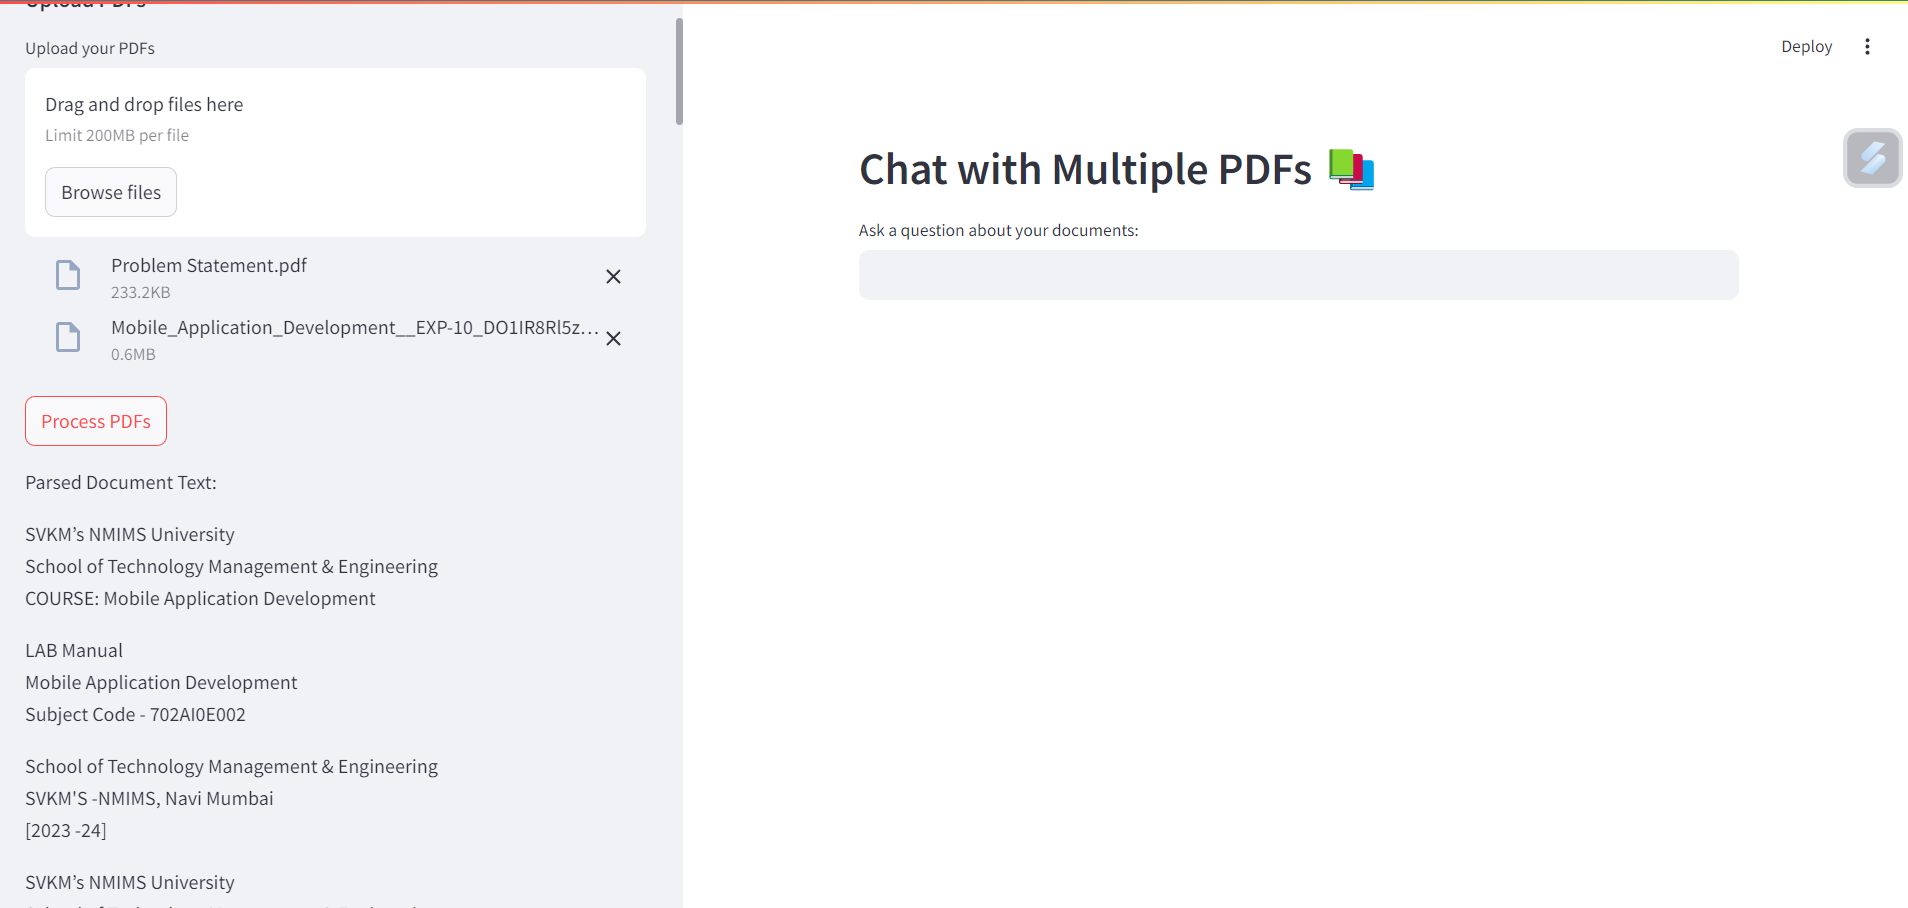 Upload PDFs
Upload your PDFs
Drag and drop files here
Limit 200MB per file
Browse files
Problem Statement.pdf
233.2KB
Mobile_Application_Development__EXP-10_DO1IR8Rl5z...
0.6MB
Process PDFs
Parsed Document Text:
SVKM’s NMIMS University
School of Technology Management & Engineering
COURSE: Mobile Application Development
LAB Manual
Mobile Application Development
Subject Code - 702AI0E002
School of Technology Management & Engineering
SVKM'S -NMIMS, Navi Mumbai
[2023 -24]
SVKM’s NMIMS University
Deploy
Chat with Multiple PDFs
Ask a question about your documents: